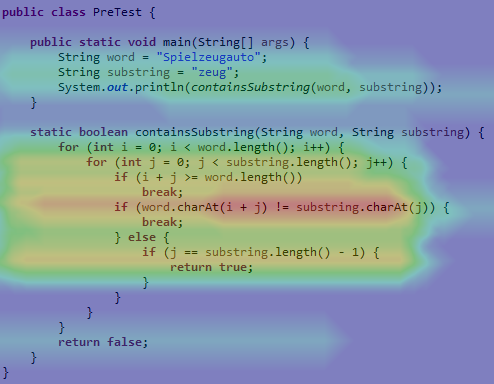 public class PreTest {
public static void main(String[] args) {
String word = "Spielzeugauto";
String substring = "zeug";
System.out.println(containsSubstring(word, substring));
}
static boolean containsSubstring(String word, String substring) {
for (int i = 0; i < word.length(); i++) {
for (int j = 0; j < substring.length(); j++) {
if (i + j >= word.length())
break;
if (word.charAt(i + j) != substring.charAt(j)) {
break;
} else {
if (j == substring.length() - 1) {
return true;
}
}
}
}
return false;
}
}